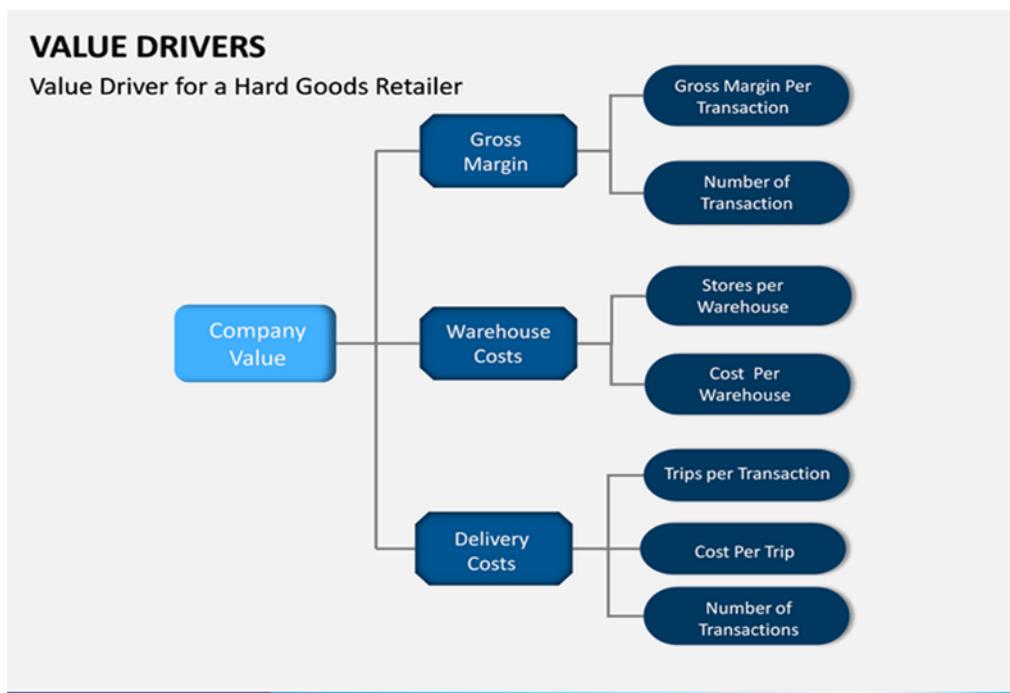 VALUE DRIVERS
Value Driver for a Hard Goods Retailer
Company
Value
Gross
Margin
Gross Margin Per
Transaction
Number of
Transaction
Warehouse
Costs
Stores per
Warehouse
Cost Per
Warehouse
Delivery
Costs
Trips per Transaction
Cost Per Trip
Number of
Transactions